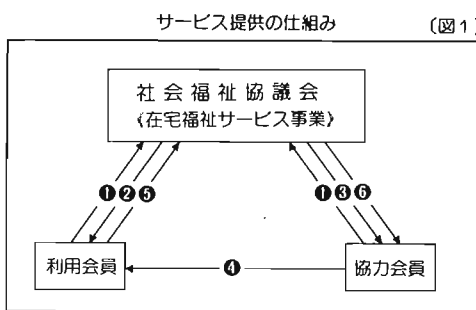 サービス提供の仕組み
〔図1〕
社会福祉協議会
《在宅福祉サービス事業》
❶❷❺
❶❸❻
利用会員
❹
協力会員